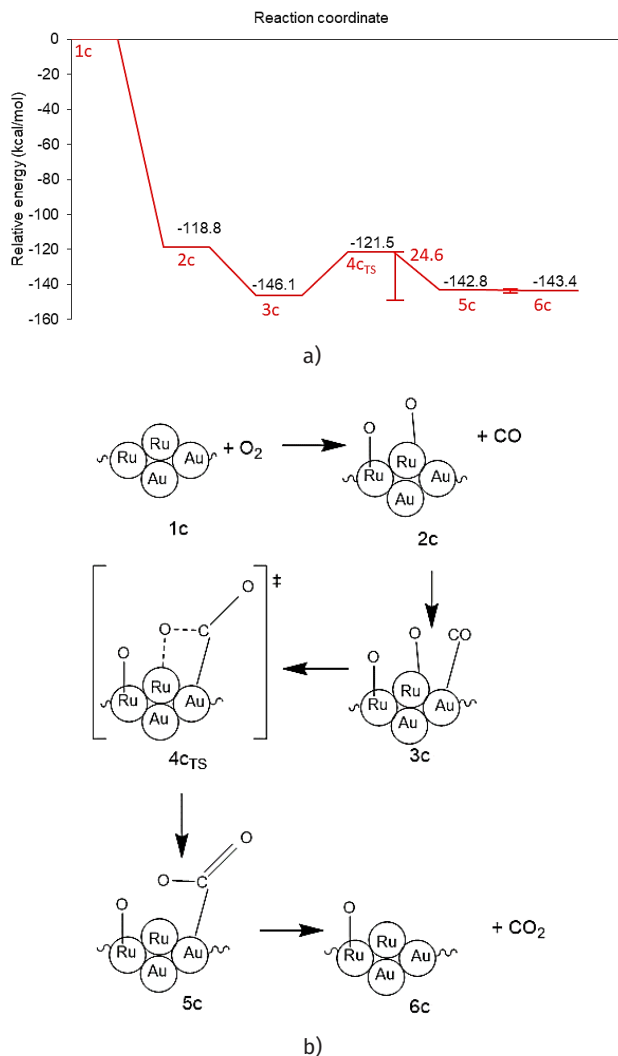 Reaction coordinate
0
-20
-40
-60
-80
-100
-120
-140
-160
Relative energy (kcal/mol)
1c
-118.8
2c
-146.1
3c
-121.5
4cTS
24.6
-142.8
5c
-143.4
6c
a)
Ru Ru Au Au + O2
1c
O O Ru Ru Au Au + CO
2c
O O C O Ru Ru Au Au ‡
4cTS
O O CO Ru Ru Au Au
3c
O O C O Ru Ru Au Au
5c
O Ru Ru Au Au + CO2
6c
b)